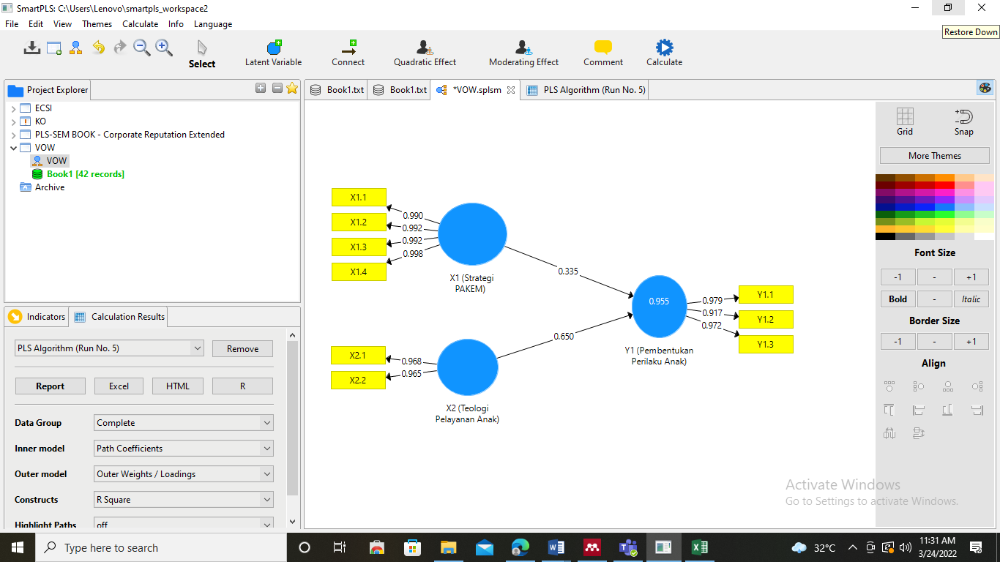 SmartPLS: C:\Users\Lenovo\smartpls_workspace2
File Edit View Themes Calculate Info Language
Restore Down
Select
Latent Variable
Connect
Quadratic Effect
Moderating Effect
Comment
Calculate
Project Explorer
ECSI
KO
PLS-SEM BOOK - Corporate Reputation Extended
VOW
VOW
Book1 [42 records]
Archive
Indicators
Calculation Results
PLS Algorithm (Run No. 5)
Remove
Report
Excel
HTML
R
Data Group
Complete
Inner model
Path Coefficients
Outer model
Outer Weights / Loadings
Constructs
R Square
Highlight Paths
off
Book1.txt
Book1.txt
*VOW.splsm
PLS Algorithm (Run No. 5)
X1.1
X1.2
X1.3
X1.4
0.990
0.992
0.992
0.998
X1 (Strategi
PAKEM)
0.335
X2.1
X2.2
0.968
0.965
X2 (Teologi
Pelayanan Anak)
0.650
0.955
Y1 (Pembentukan
Perilaku Anak)
0.979
0.917
0.972
Y1.1
Y1.2
Y1.3
Grid
Snap
More Themes
Font Size
-1
-
+1
Bold
-
Italic
Border Size
-1
-
+1
Align
Activate Windows
Go to Settings to activate Windows.
Type here to search
32°C
11:31 AM
3/24/2022